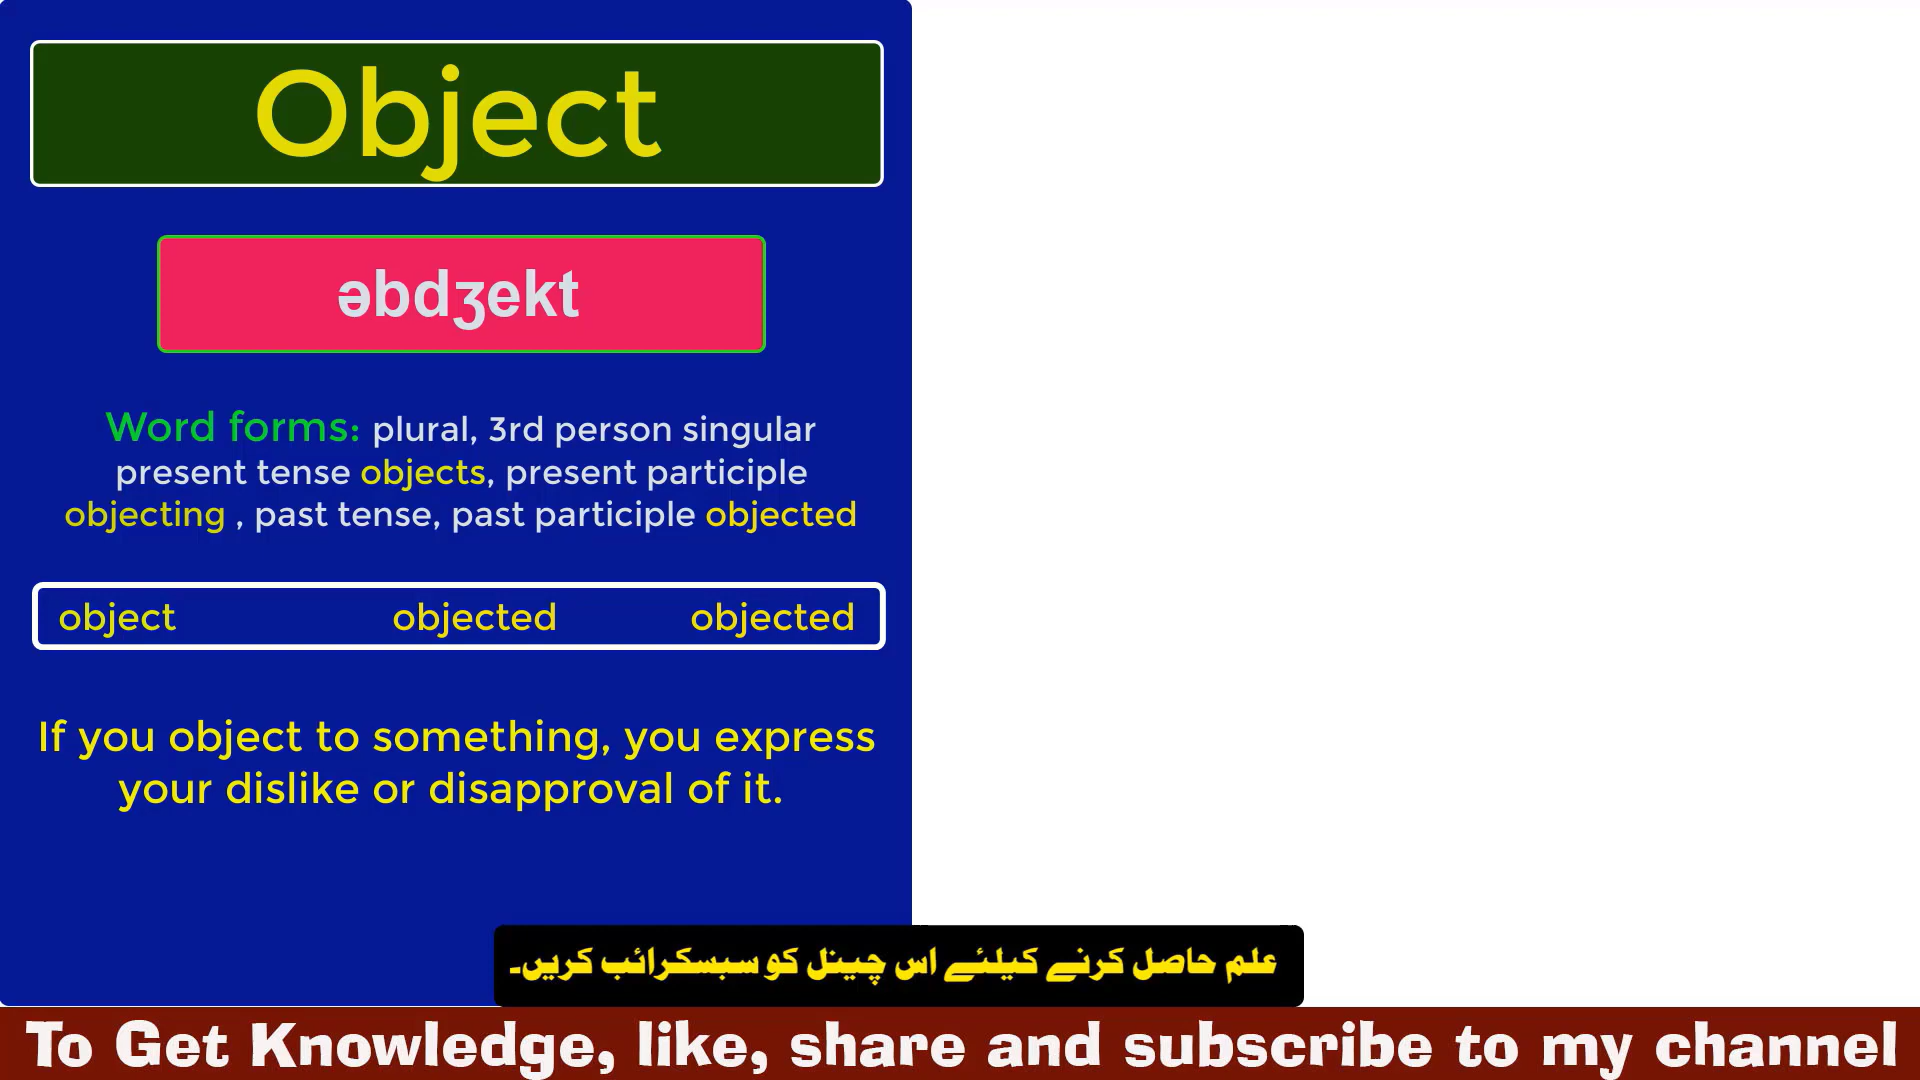 Object
əbdʒekt
Word forms: plural, 3rd person singular
present tense objects, present participle
objecting , past tense, past participle objected
object objected objected
If you object to something, you express
your dislike or disapproval of it.
علم حاصل کرنے کیلئے اس چینل کو سبسکرائب کریں۔
To Get Knowledge, like, share and subscribe to my channel